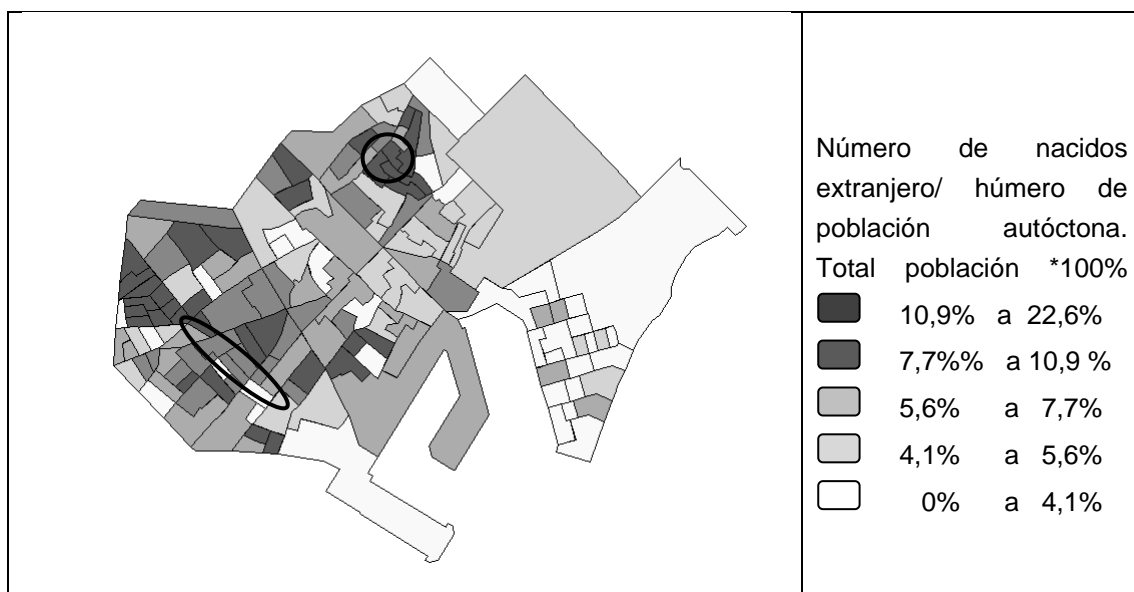 Número de nacidos
extranjero/ húmero de
población autóctona.
Total población *100%
10,9% a 22,6%
7,7%% a 10,9 %
5,6% a 7,7%
4,1% a 5,6%
0% a 4,1%